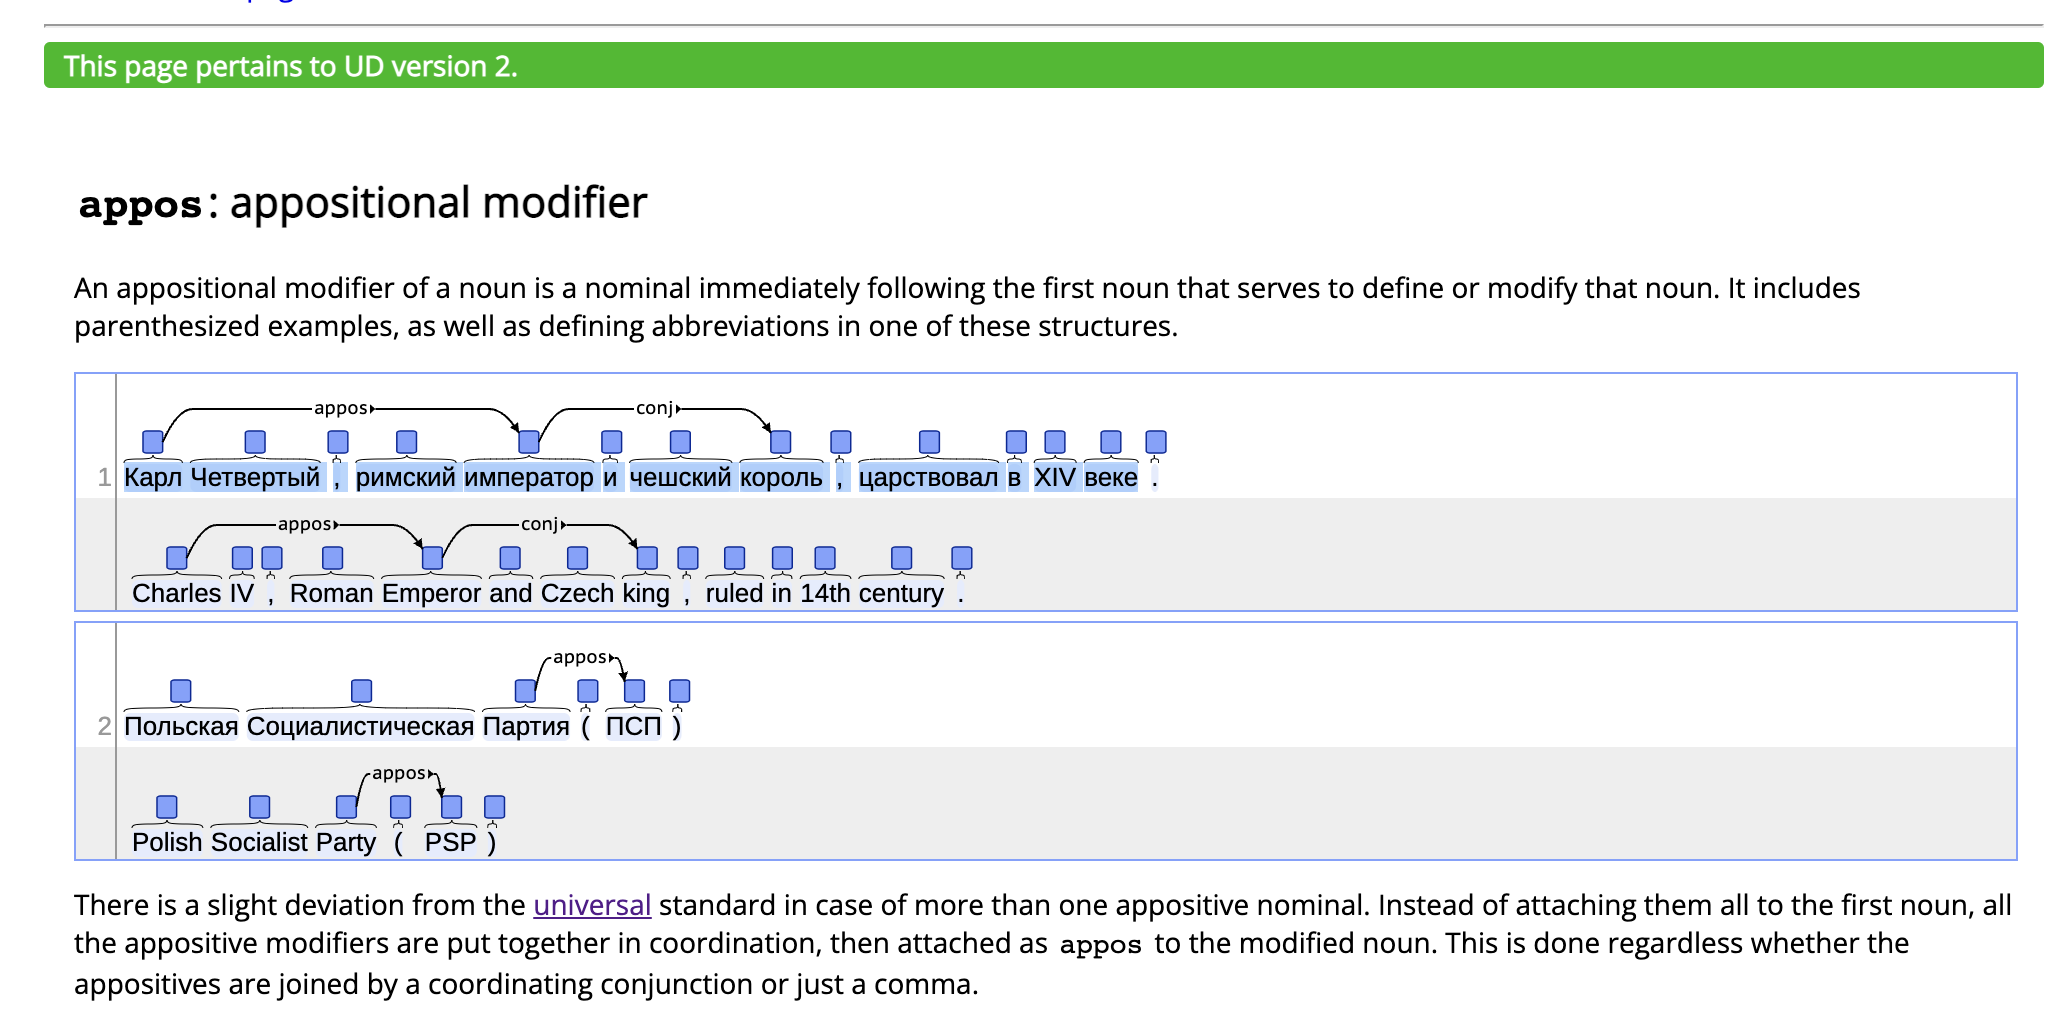 This page pertains to UD version 2.
appos: appositional modifier
An appositional modifier of a noun is a nominal immediately following the first noun that serves to define or modify that noun. It includes
parenthesized examples, as well as defining abbreviations in one of these structures.
appos conj
1 Карл Четвертый , римский император и чешский король , царствовал в XIV веке .
appos conj
Charles IV , Roman Emperor and Czech king , ruled in 14th century .
appos
2 Польская Социалистическая Партия ( ПСП )
appos
Polish Socialist Party ( PSP )
There is a slight deviation from the universal standard in case of more than one appositive nominal. Instead of attaching them all to the first noun, all
the appositive modifiers are put together in coordination, then attached as appos to the modified noun. This is done regardless whether the
appositives are joined by a coordinating conjunction or just a comma.